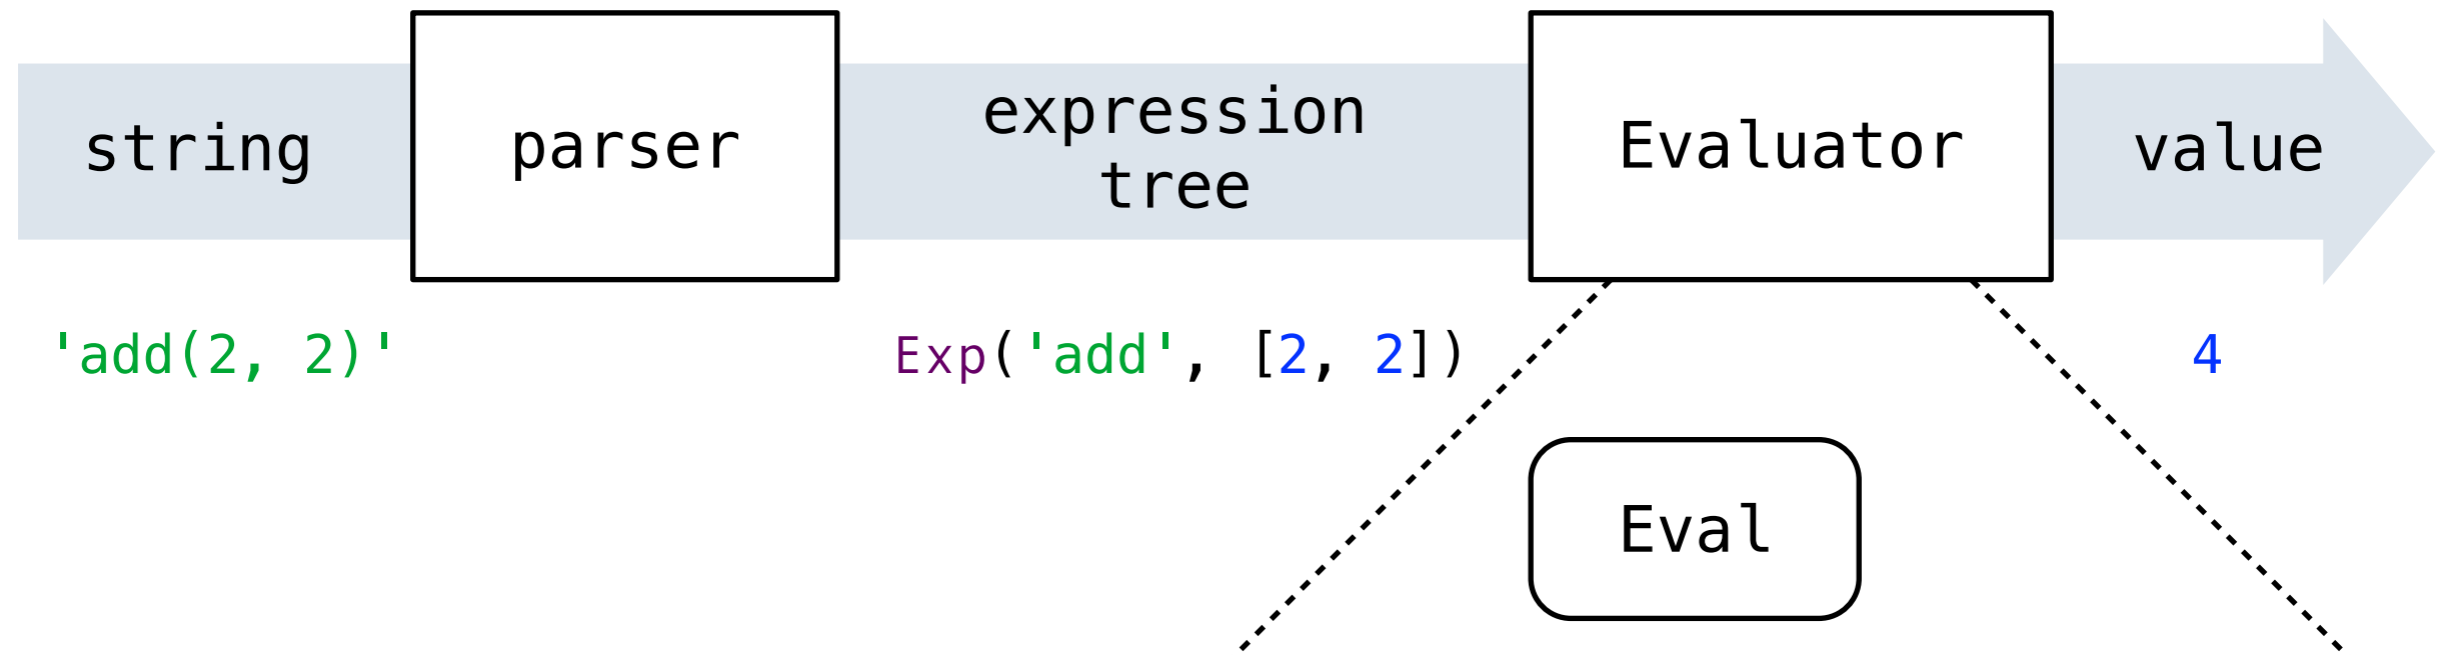 string
parser
expression
tree
Evaluator
value
'add(2, 2)'
Exp('add', [2, 2])
4
Eval